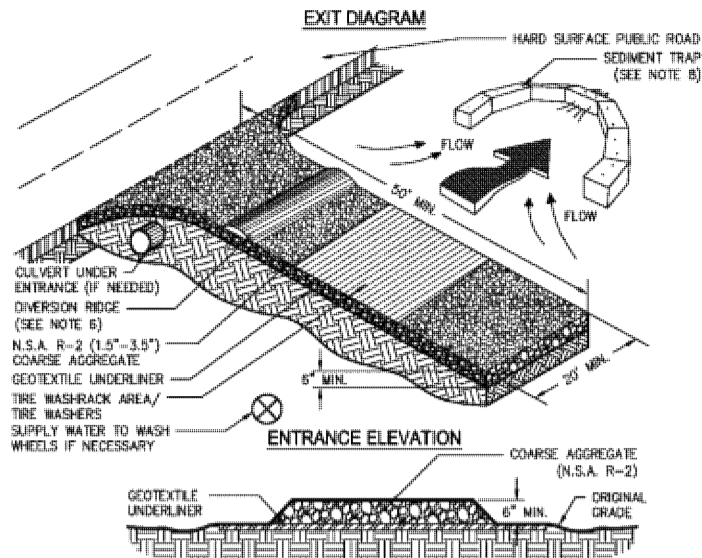 EXIT DIAGRAM
HARD SURFACE PUBLIC ROAD
SEDIMENT TRAP
(SEE NOTE 8)
FLOW
50' MIN.
FLOW
CULVERT UNDER
ENTRANCE (IF NEEDED)
DIVERSION RIDGE
(SEE NOTE 6)
N.S.A. R-2 (1.5"-3.5")
COARSE AGGREGATE
GEOTEXTILE UNDERLINER
TIRE WASHRACK AREA/
TIRE WASHERS
SUPPLY WATER TO WASH
WHEELS IF NECESSARY
6" MIN.
20' MIN.
ENTRANCE ELEVATION
COARSE AGGREGATE
(N.S.A. R-2)
GEOTEXTILE
UNDERLINER
6" MIN.
ORIGINAL
GRADE